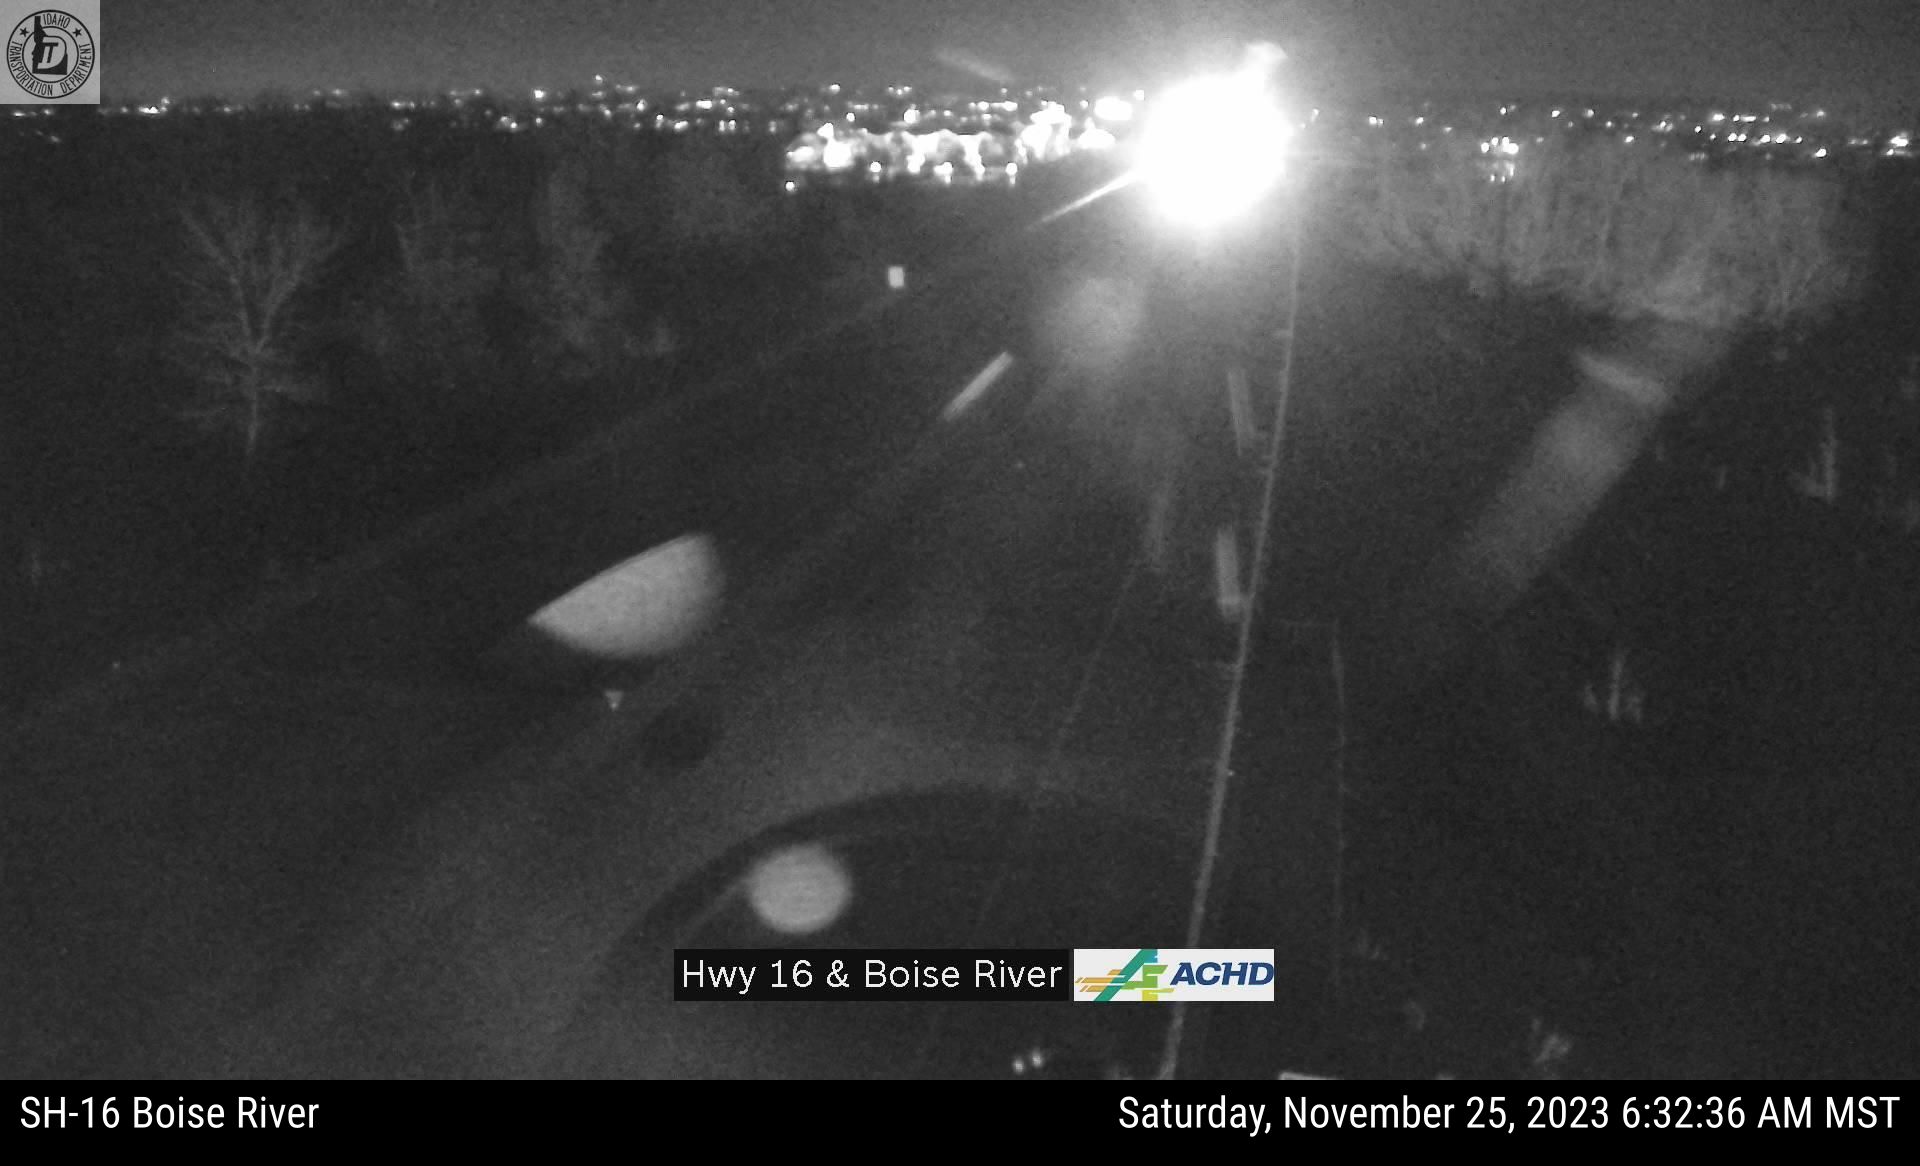 IDAHO
TRANSPORTATION DEPARTMENT
Hwy 16 & Boise River
ACHD
SH-16 Boise River
Saturday, November 25, 2023 6:32:36 AM MST